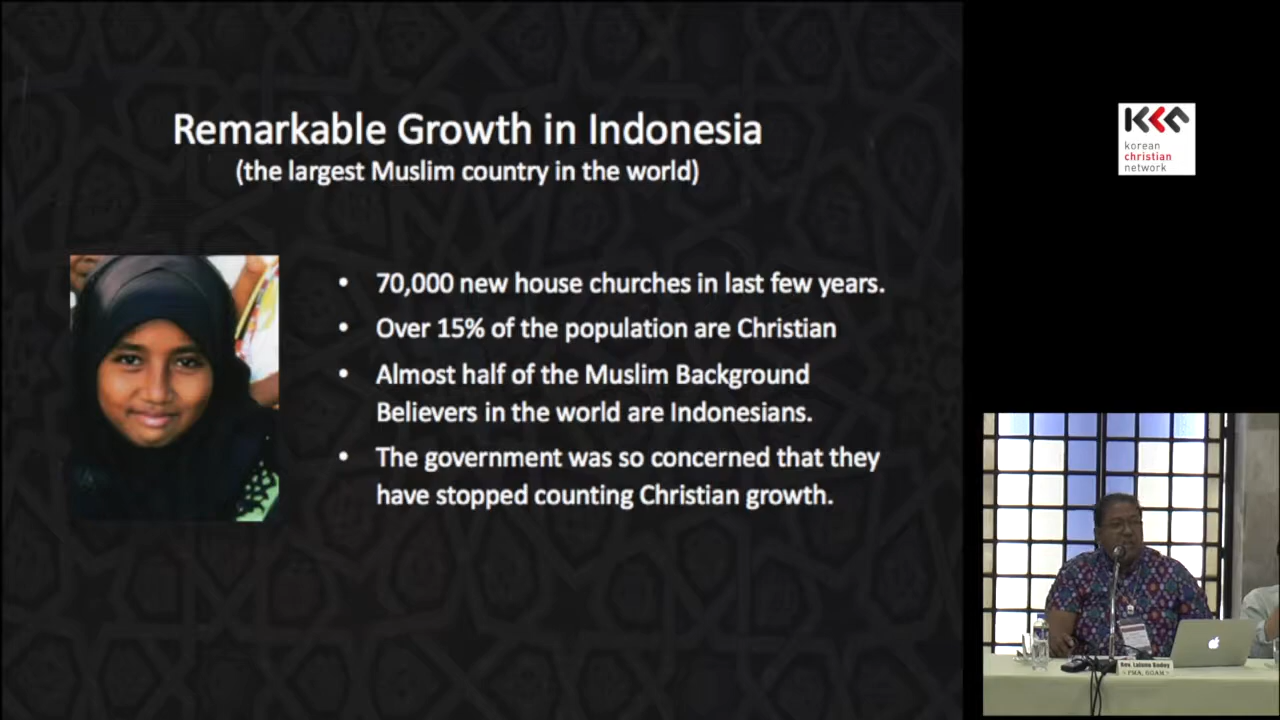 Remarkable Growth in Indonesia
(the largest Muslim country in the world)
• 70,000 new house churches in last few years.
• Over 15% of the population are Christian
• Almost half of the Muslim Background
Believers in the world are Indonesians.
• The government was so concerned that they
have stopped counting Christian growth.
korean
christian
network